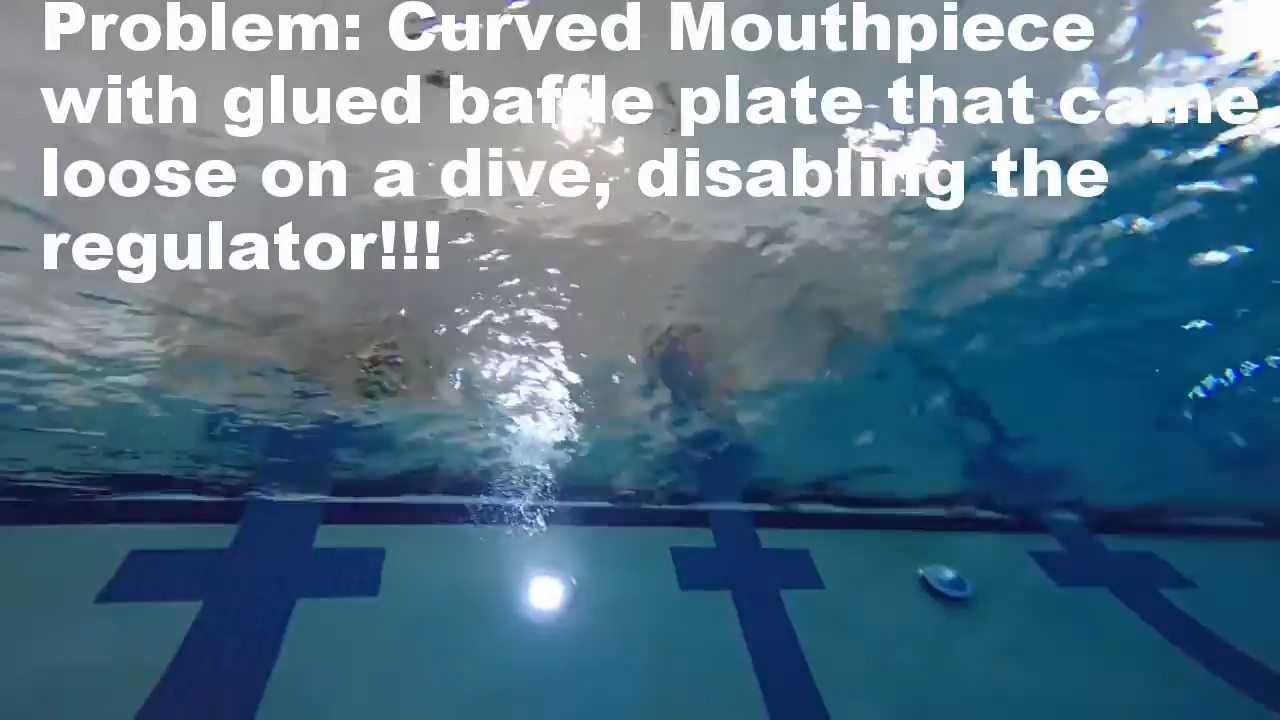 Problem: Curved Mouthpiece
with glued baffle plate that came
loose on a dive, disabling the
regulator!!!